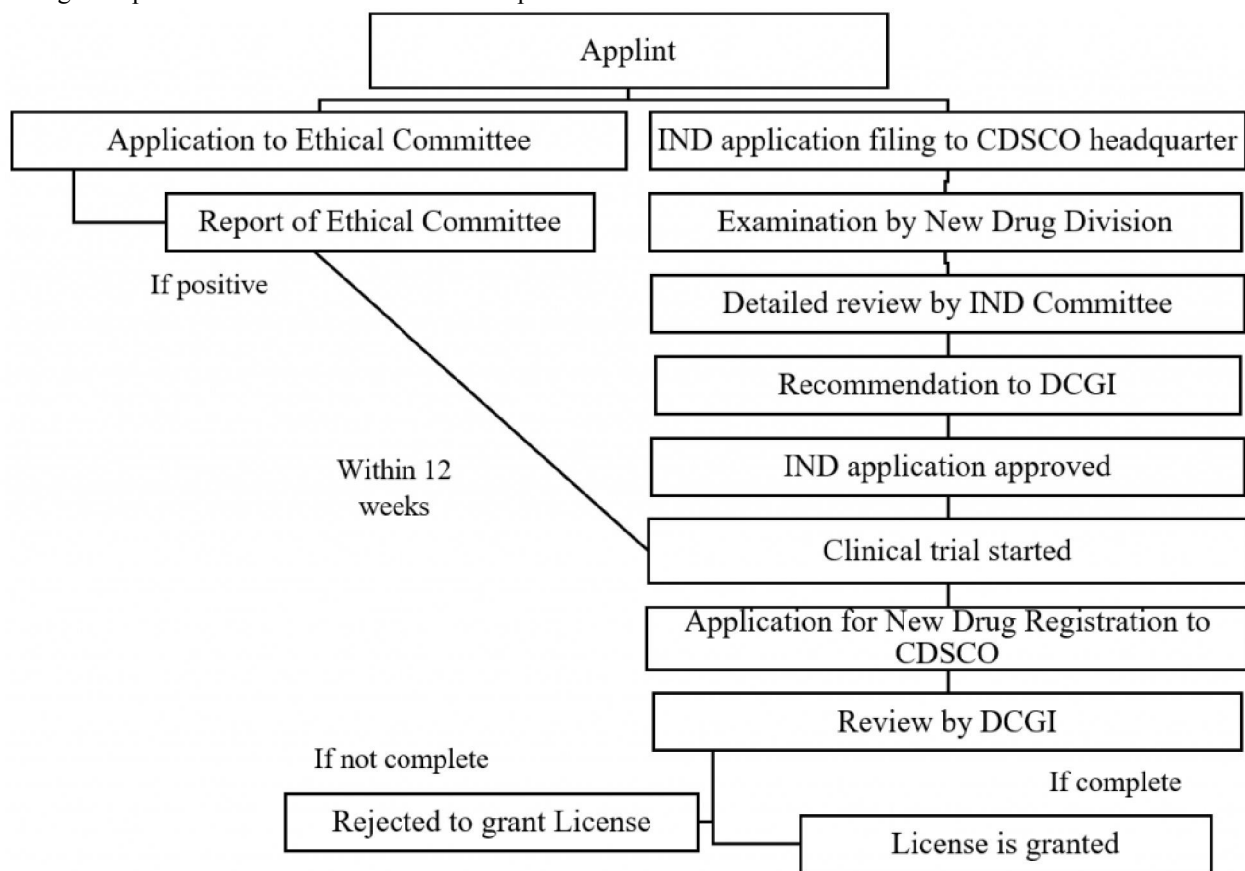 Applint
Application to Ethical Committee
IND application filing to CDSCO headquarter
Report of Ethical Committee
Examination by New Drug Division
If positive
Detailed review by IND Committee
Recommendation to DCGI
Within 12
weeks
IND application approved
Clinical trial started
Application for New Drug Registration to
CDSCO
Review by DCGI
If not complete
If complete
Rejected to grant License
License is granted